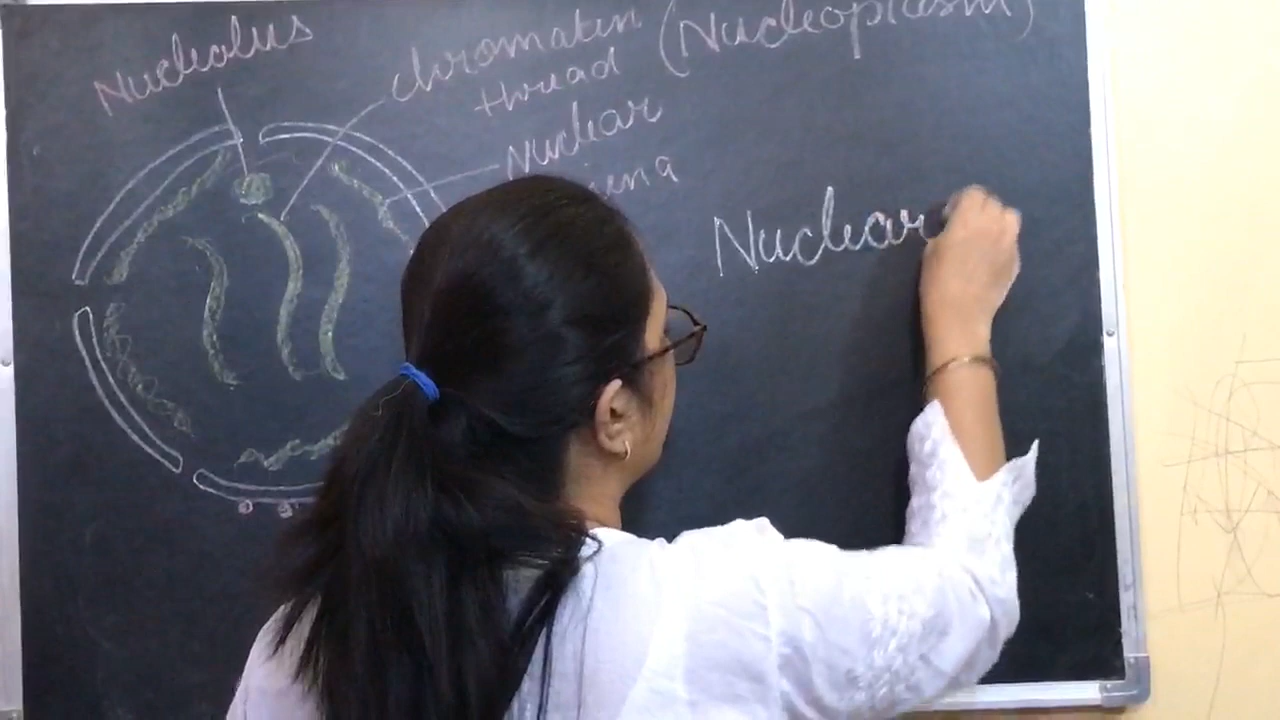 Nucleolus
chromatin
thread
(Nucleoplasm)
Nuclear
Nuclear